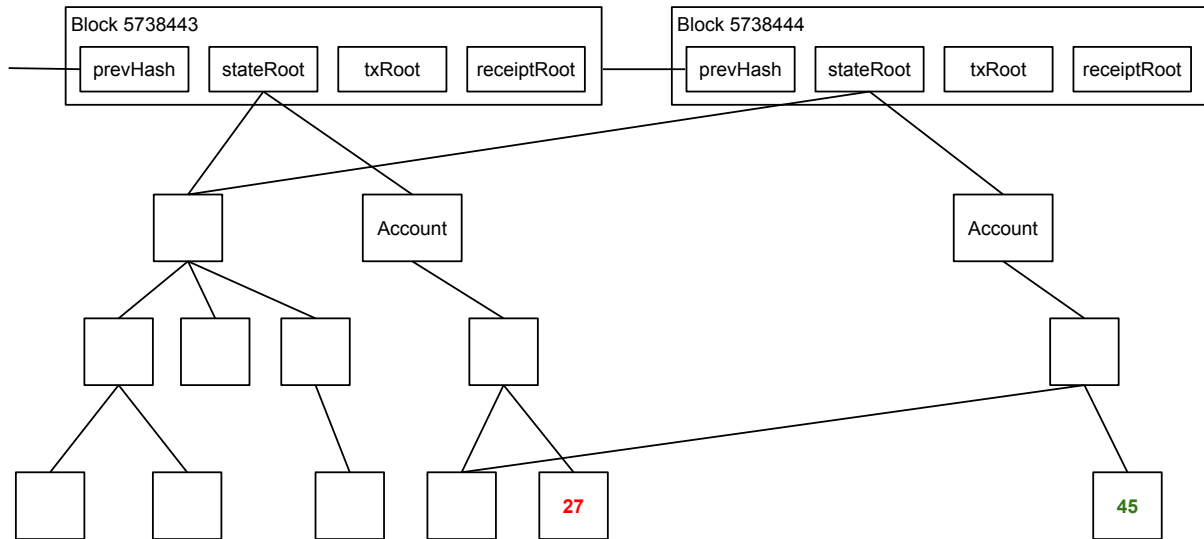 Block 5738443
prevHash stateRoot txRoot receiptRoot
Block 5738444
prevHash stateRoot txRoot receiptRoot
Account
Account
27
45